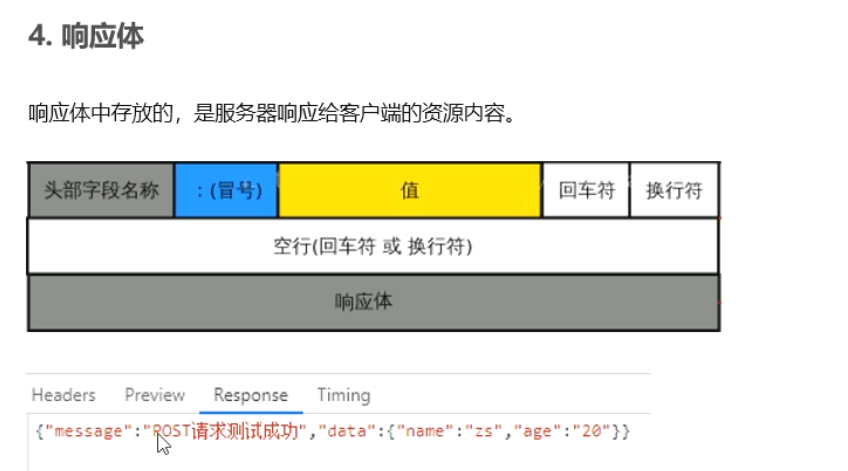 4. 响应体
响应体中存放的，是服务器响应给客户端的资源内容。
头部字段名称 : (冒号) 值 回车符 换行符
空行(回车符 或 换行符)
响应体
Headers Preview Response Timing
{"message":"POST请求测试成功","data":{"name":"zs","age":"20"}}